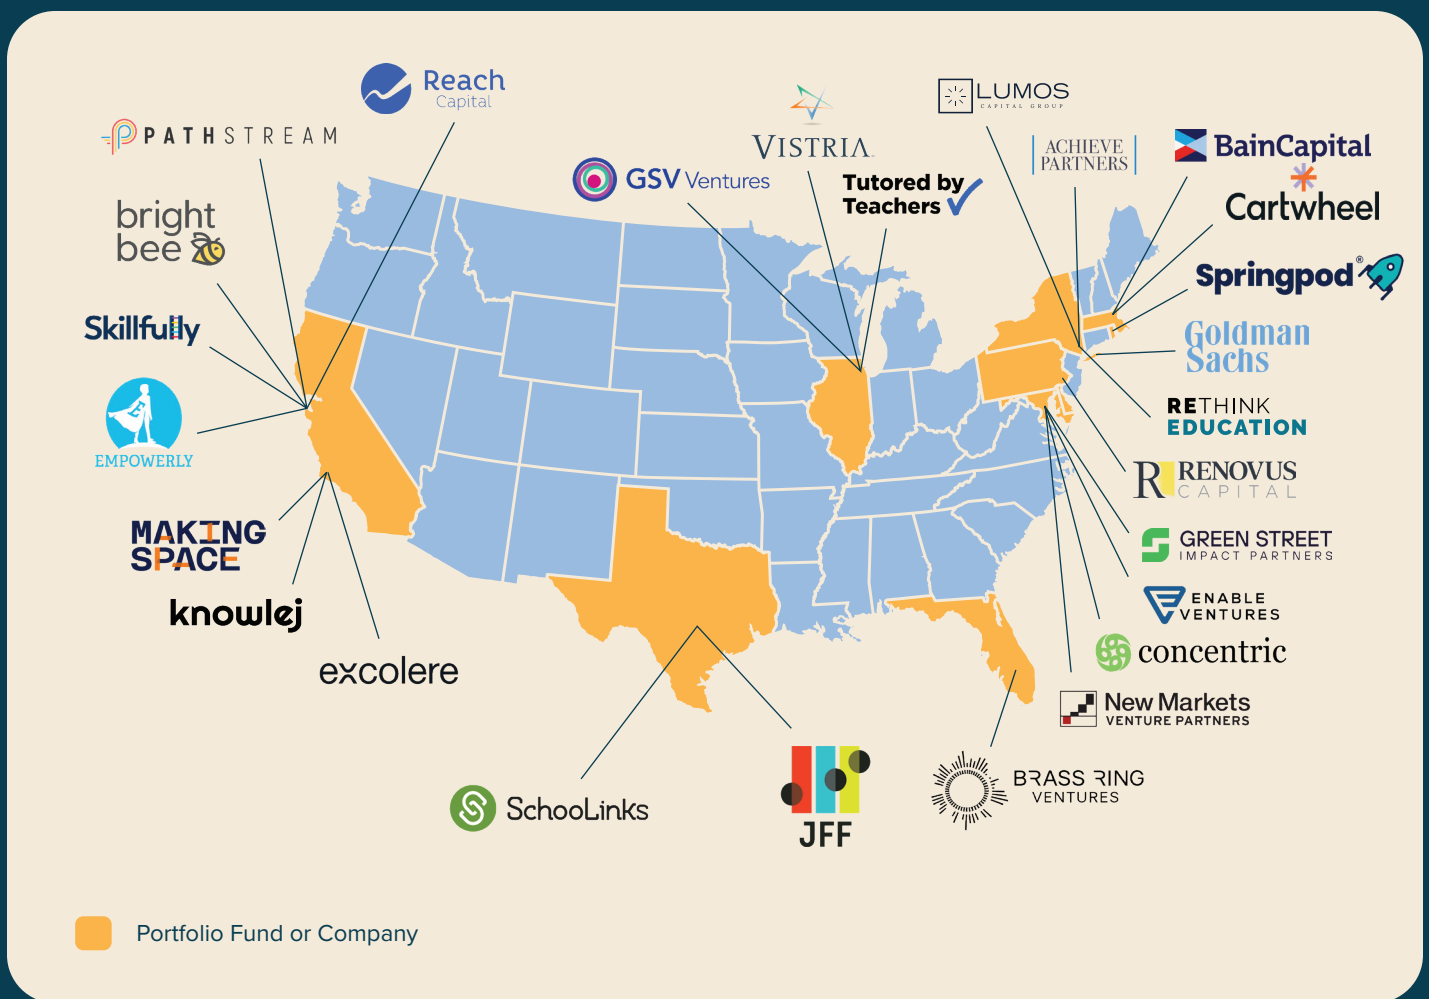 Reach
Capital
PATHSTREAM
bright
bee
Skillfully
EMPOWERLY
MAKING
SPACE
knowlej
excolere
GSV Ventures
VISTRIA
Tutored by
Teachers
LUMOS
CAPITAL GROUP
ACHIEVE
PARTNERS
BainCapital
Cartwheel
Springpod®
Goldman
Sachs
RETHINK
EDUCATION
R RENOVUS
CAPITAL
GREEN STREET
IMPACT PARTNERS
ENABLE
VENTURES
concentric
New Markets
VENTURE PARTNERS
BRASS RING
VENTURES
SchooLinks
JFF
Portfolio Fund or Company